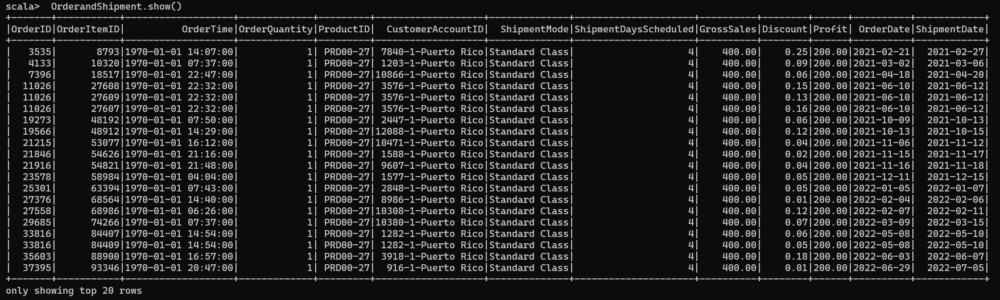 scala>  OrderandShipment.show()
+-------+-----------+-------------------+-------------+---------+-------------------+--------------+---------------------+----------+--------+------+----------+------------+
|OrderID|OrderItemID|          OrderTime|OrderQuantity|ProductID|  CustomerAccountID|  ShipmentMode|ShipmentDaysScheduled|GrossSales|Discount|Profit| OrderDate|ShipmentDate|
+-------+-----------+-------------------+-------------+---------+-------------------+--------------+---------------------+----------+--------+------+----------+------------+
|   3535|       8793|1970-01-01 14:07:00|            1| PRD00-27| 7840-1-Puerto Rico|Standard Class|                    4|    400.00|    0.25|200.00|2021-02-21|  2021-02-27|
|   4133|      10320|1970-01-01 07:37:00|            1| PRD00-27| 1203-1-Puerto Rico|Standard Class|                    4|    400.00|    0.09|200.00|2021-03-02|  2021-03-06|
|   7396|      18517|1970-01-01 22:47:00|            1| PRD00-27|10866-1-Puerto Rico|Standard Class|                    4|    400.00|    0.06|200.00|2021-04-18|  2021-04-20|
|  11026|      27608|1970-01-01 22:32:00|            1| PRD00-27| 3576-1-Puerto Rico|Standard Class|                    4|    400.00|    0.15|200.00|2021-06-10|  2021-06-12|
|  11026|      27609|1970-01-01 22:32:00|            1| PRD00-27| 3576-1-Puerto Rico|Standard Class|                    4|    400.00|    0.13|200.00|2021-06-10|  2021-06-12|
|  11026|      27607|1970-01-01 22:32:00|            1| PRD00-27| 3576-1-Puerto Rico|Standard Class|                    4|    400.00|    0.16|200.00|2021-06-10|  2021-06-12|
|  19273|      48192|1970-01-01 07:50:00|            1| PRD00-27| 2447-1-Puerto Rico|Standard Class|                    4|    400.00|    0.06|200.00|2021-10-09|  2021-10-13|
|  19566|      48912|1970-01-01 14:29:00|            1| PRD00-27|12088-1-Puerto Rico|Standard Class|                    4|    400.00|    0.12|200.00|2021-10-13|  2021-10-15|
|  21215|      53077|1970-01-01 16:12:00|            1| PRD00-27|10471-1-Puerto Rico|Standard Class|                    4|    400.00|    0.04|200.00|2021-11-06|  2021-11-12|
|  21846|      54626|1970-01-01 21:16:00|            1| PRD00-27| 1588-1-Puerto Rico|Standard Class|                    4|    400.00|    0.02|200.00|2021-11-15|  2021-11-17|
|  21916|      54821|1970-01-01 21:48:00|            1| PRD00-27| 9607-1-Puerto Rico|Standard Class|                    4|    400.00|    0.04|200.00|2021-11-16|  2021-11-18|
|  23578|      58984|1970-01-01 04:04:00|            1| PRD00-27| 1577-1-Puerto Rico|Standard Class|                    4|    400.00|    0.05|200.00|2021-12-11|  2021-12-15|
|  25301|      63394|1970-01-01 07:43:00|            1| PRD00-27| 2848-1-Puerto Rico|Standard Class|                    4|    400.00|    0.05|200.00|2022-01-05|  2022-01-07|
|  27376|      68564|1970-01-01 14:40:00|            1| PRD00-27| 8986-1-Puerto Rico|Standard Class|                    4|    400.00|    0.01|200.00|2022-02-04|  2022-02-06|
|  27558|      68986|1970-01-01 06:26:00|            1| PRD00-27|10308-1-Puerto Rico|Standard Class|                    4|    400.00|    0.12|200.00|2022-02-07|  2022-02-11|
|  29685|      74266|1970-01-01 07:37:00|            1| PRD00-27|10380-1-Puerto Rico|Standard Class|                    4|    400.00|    0.07|200.00|2022-03-09|  2022-03-15|
|  33816|      84407|1970-01-01 14:54:00|            1| PRD00-27| 1282-1-Puerto Rico|Standard Class|                    4|    400.00|    0.06|200.00|2022-05-08|  2022-05-10|
|  33816|      84409|1970-01-01 14:54:00|            1| PRD00-27| 1282-1-Puerto Rico|Standard Class|                    4|    400.00|    0.05|200.00|2022-05-08|  2022-05-10|
|  35603|      88900|1970-01-01 16:57:00|            1| PRD00-27| 3918-1-Puerto Rico|Standard Class|                    4|    400.00|    0.18|200.00|2022-06-03|  2022-06-07|
|  37395|      93346|1970-01-01 20:47:00|            1| PRD00-27|  916-1-Puerto Rico|Standard Class|                    4|    400.00|    0.01|200.00|2022-06-29|  2022-07-05|
+-------+-----------+-------------------+-------------+---------+-------------------+--------------+---------------------+----------+--------+------+----------+------------+
only showing top 20 rows